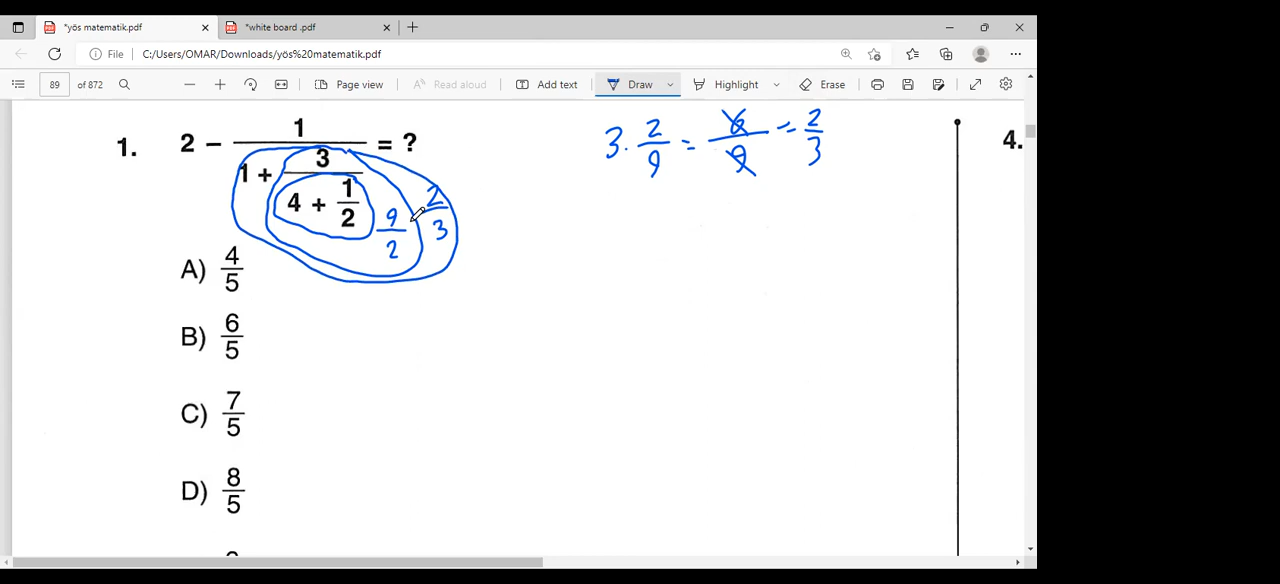 *yös matematik.pdf
*white board .pdf
File C:/Users/OMAR/Downloads/yös%20matematik.pdf
89 of 872
Page view
Read aloud
Add text
Draw
Highlight
Erase
1. 2 - 1/(1 + 3/(4 + 1/2)) = ?
9/2
2/3
3 · 2/9 = 6/9 = 2/3
4.
A) 4/5
B) 6/5
C) 7/5
D) 8/5